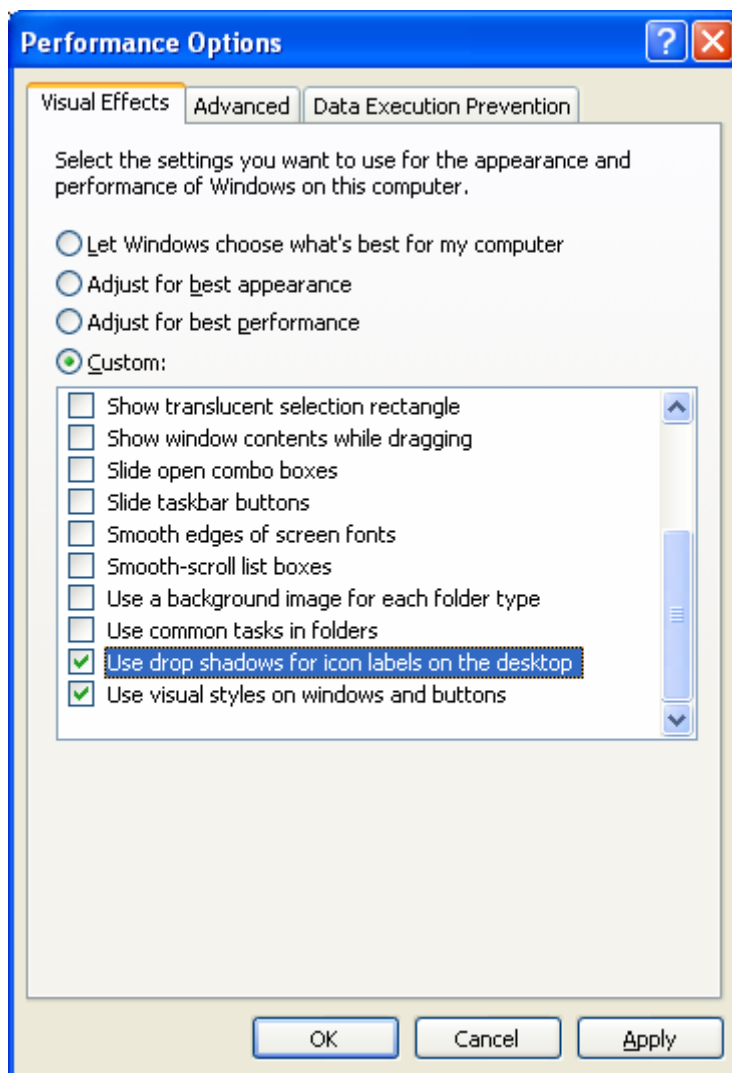 Performance Options
Visual Effects Advanced Data Execution Prevention
Select the settings you want to use for the appearance and
performance of Windows on this computer.
Let Windows choose what's best for my computer
Adjust for best appearance
Adjust for best performance
Custom:
Show translucent selection rectangle
Show window contents while dragging
Slide open combo boxes
Slide taskbar buttons
Smooth edges of screen fonts
Smooth-scroll list boxes
Use a background image for each folder type
Use common tasks in folders
Use drop shadows for icon labels on the desktop
Use visual styles on windows and buttons
OK Cancel Apply